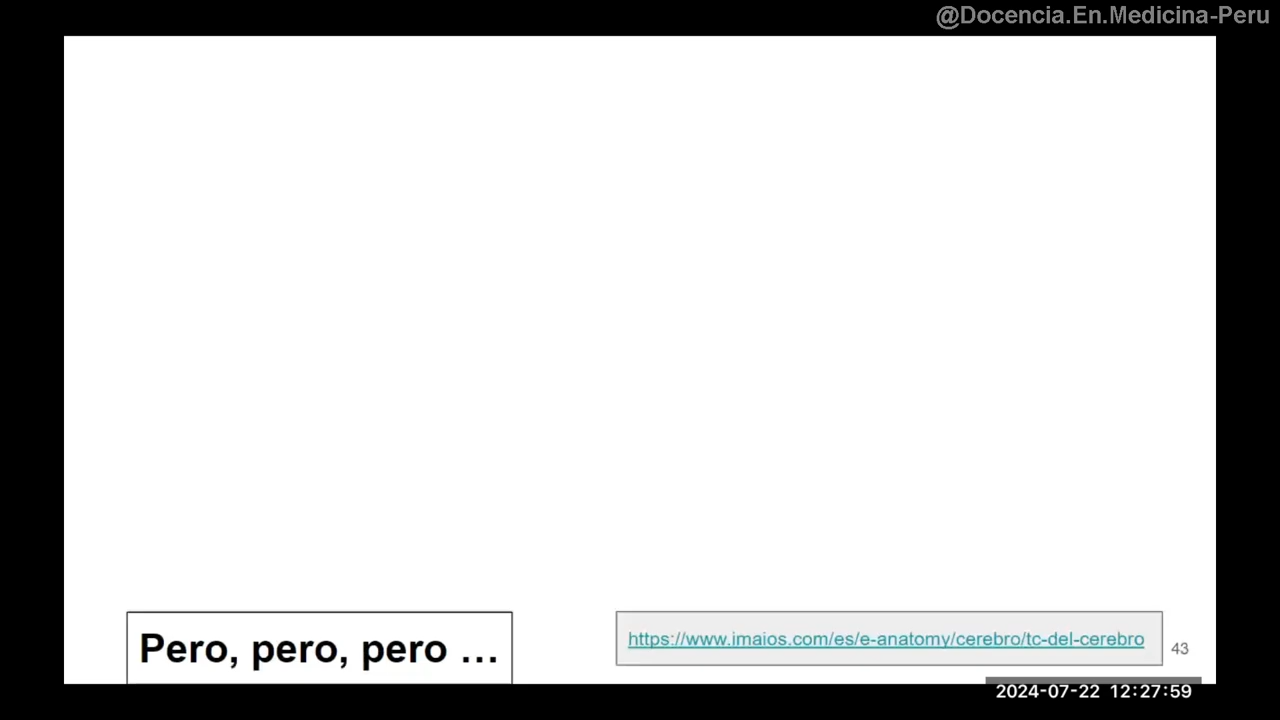 @Docencia.En.Medicina-Peru
Pero, pero, pero …
https://www.imaios.com/es/e-anatomy/cerebro/tc-del-cerebro
43
2024-07-22 12:27:59